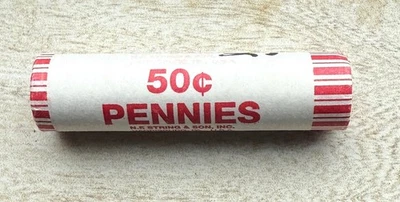 50¢
PENNIES
N.F. STRING & SON, INC.